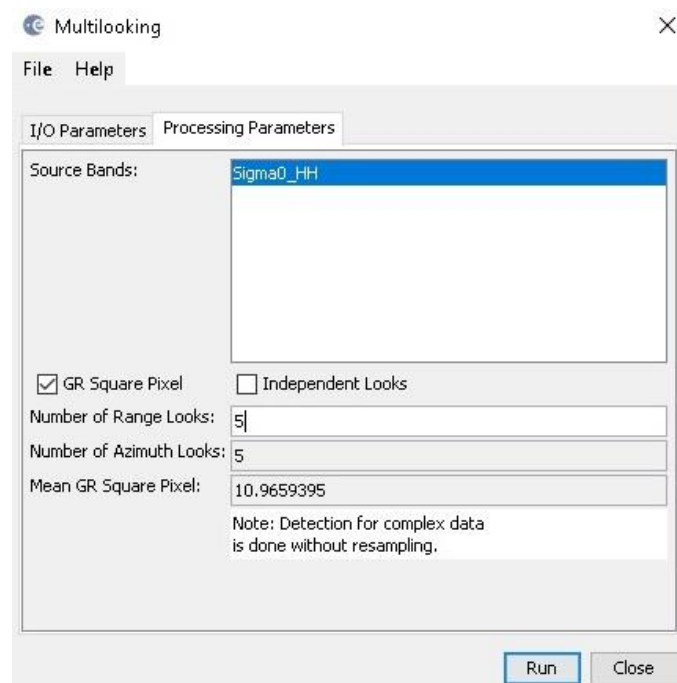 Multilooking
File Help
I/O Parameters Processing Parameters
Source Bands: Sigma0_HH
GR Square Pixel Independent Looks
Number of Range Looks: 5
Number of Azimuth Looks: 5
Mean GR Square Pixel: 10.9659395
Note: Detection for complex data
is done without resampling.
Run Close